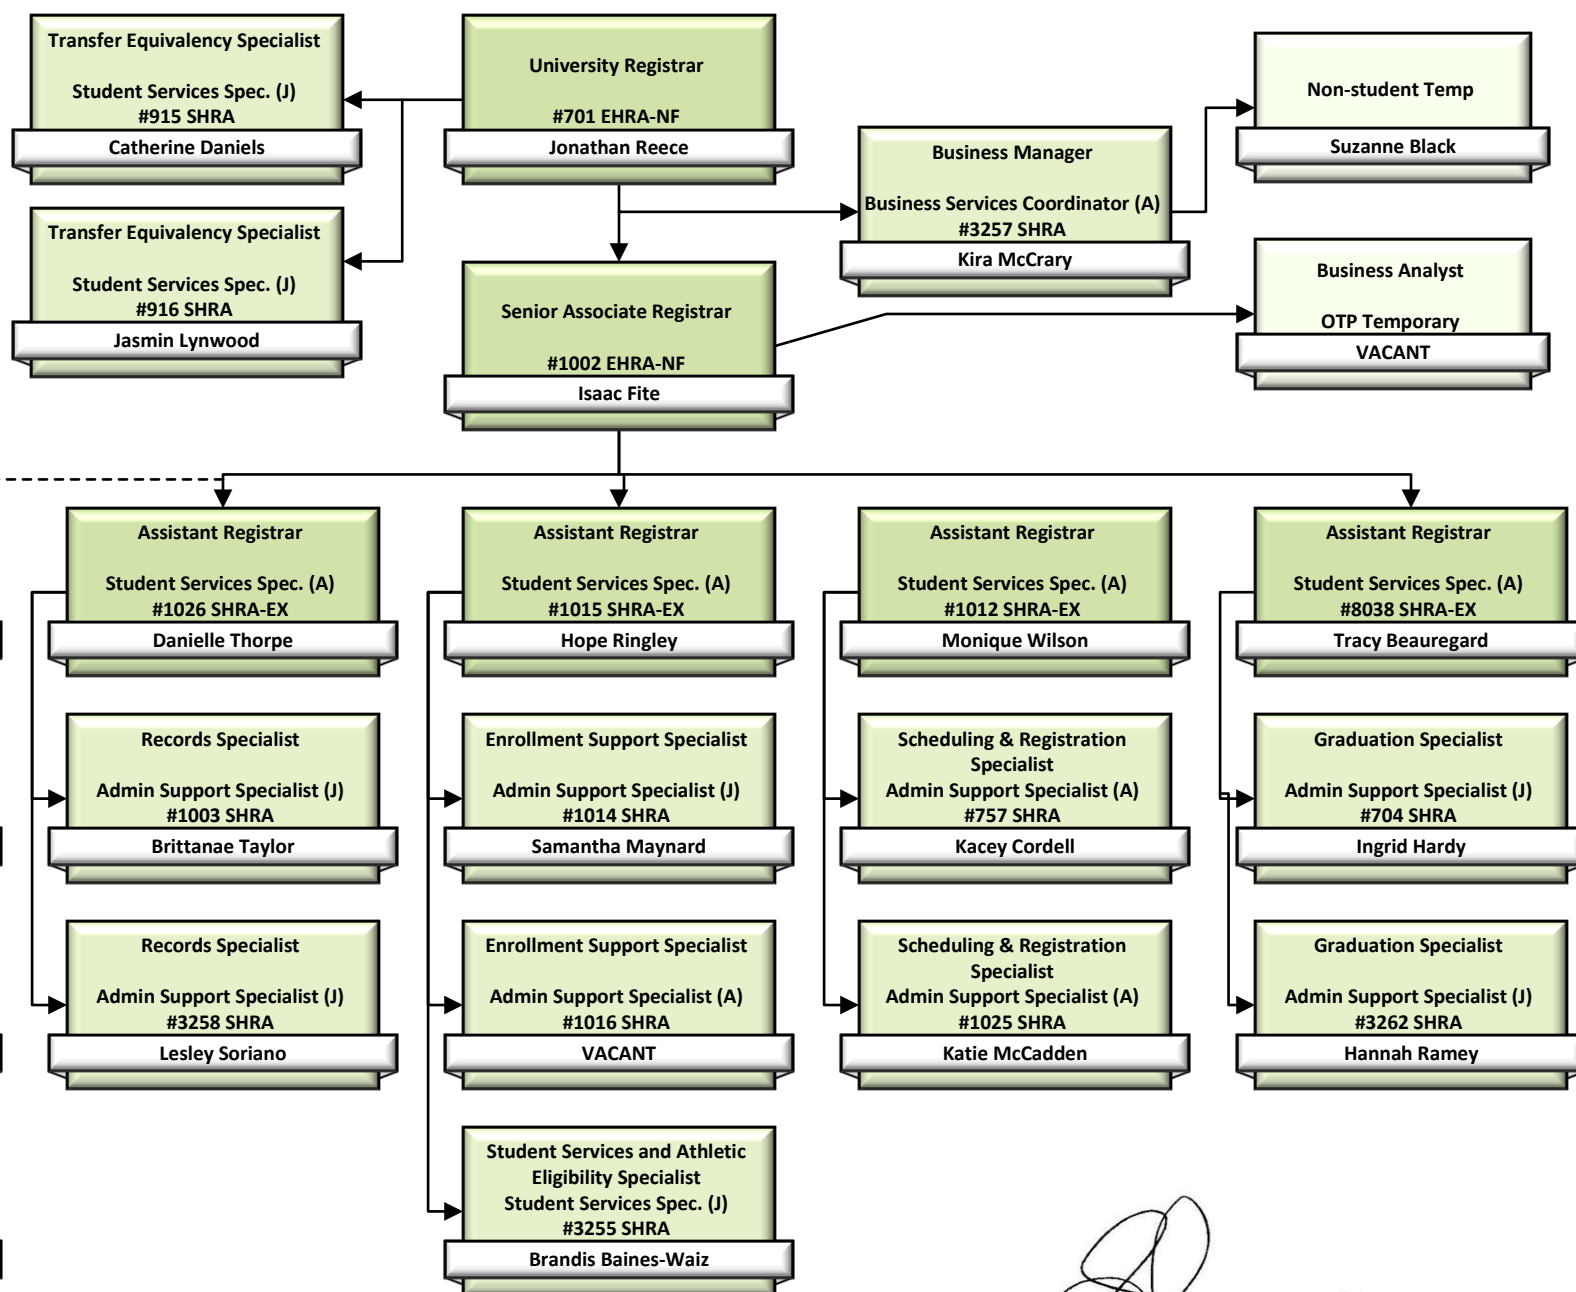 Transfer Equivalency Specialist
Student Services Spec. (J)
#915 SHRA
Catherine Daniels
University Registrar
#701 EHRA-NF
Jonathan Reece
Non-student Temp
Suzanne Black
Business Manager
Business Services Coordinator (A)
#3257 SHRA
Kira McCrary
Transfer Equivalency Specialist
Student Services Spec. (J)
#916 SHRA
Jasmin Lynwood
Senior Associate Registrar
#1002 EHRA-NF
Isaac Fite
Business Analyst
OTP Temporary
VACANT
Assistant Registrar
Student Services Spec. (A)
#1026 SHRA-EX
Danielle Thorpe
Assistant Registrar
Student Services Spec. (A)
#1015 SHRA-EX
Hope Ringley
Assistant Registrar
Student Services Spec. (A)
#1012 SHRA-EX
Monique Wilson
Assistant Registrar
Student Services Spec. (A)
#8038 SHRA-EX
Tracy Beauregard
Records Specialist
Admin Support Specialist (J)
#1003 SHRA
Brittanae Taylor
Enrollment Support Specialist
Admin Support Specialist (J)
#1014 SHRA
Samantha Maynard
Scheduling & Registration
Specialist
Admin Support Specialist (A)
#757 SHRA
Kacey Cordell
Graduation Specialist
Admin Support Specialist (J)
#704 SHRA
Ingrid Hardy
Records Specialist
Admin Support Specialist (J)
#3258 SHRA
Lesley Soriano
Enrollment Support Specialist
Admin Support Specialist (A)
#1016 SHRA
VACANT
Scheduling & Registration
Specialist
Admin Support Specialist (A)
#1025 SHRA
Katie McCadden
Graduation Specialist
Admin Support Specialist (J)
#3262 SHRA
Hannah Ramey
Student Services and Athletic
Eligibility Specialist
Student Services Spec. (J)
#3255 SHRA
Brandis Baines-Waiz